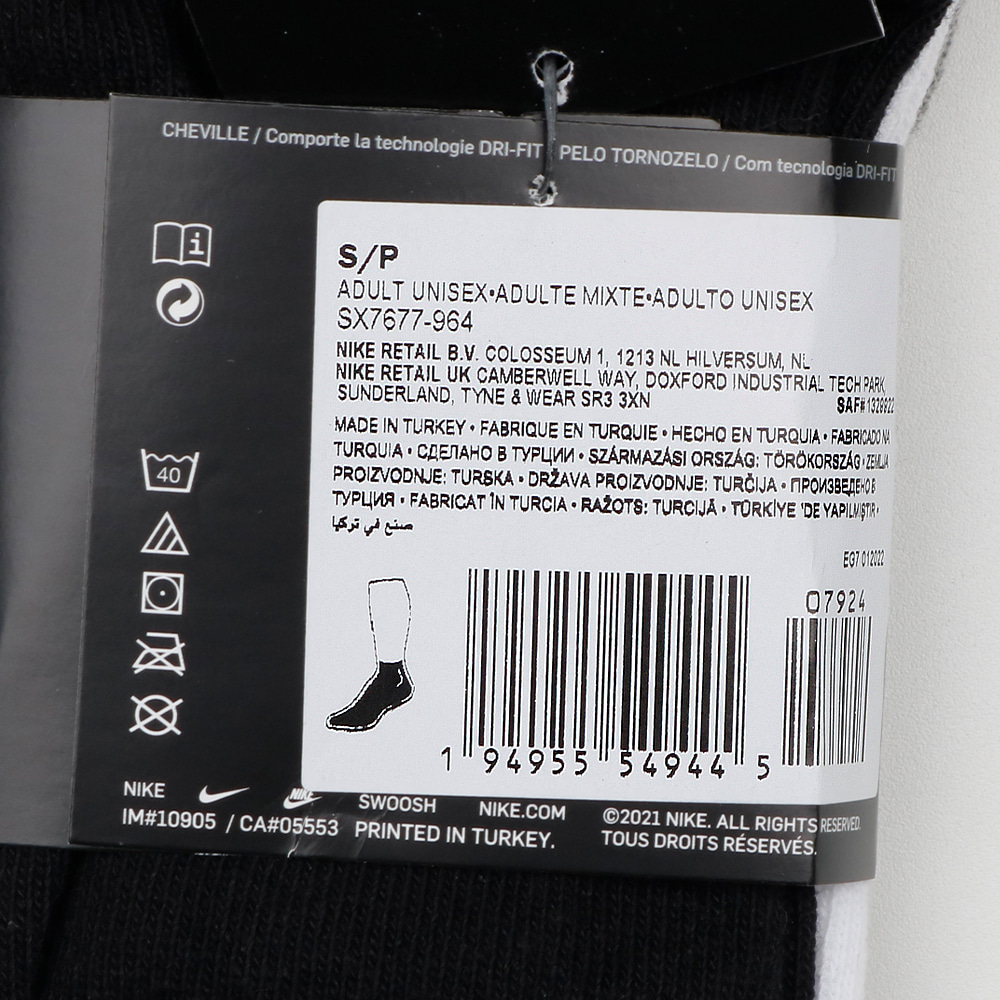 CHEVILLE / Comporte la technologie DRI-FIT PELO TORNOZELO / Com tecnologia DRI-FIT
S/P
ADULT UNISEX•ADULTE MIXTE•ADULTO UNISEX
SX7677-964
NIKE RETAIL B.V. COLOSSEUM 1, 1213 NL HILVERSUM, NL
NIKE RETAIL UK CAMBERWELL WAY, DOXFORD INDUSTRIAL TECH PARK,
SUNDERLAND, TYNE & WEAR SR3 3XN
SAF#1328822
MADE IN TURKEY • FABRIQUE EN TURQUIE • HECHO EN TURQUIA • FABRICADO NA
TURQUIA • СДЕЛАНО В ТУРЦИИ • SZÁRMAZÁSI ORSZÁG: TÖRÖKORSZÁG • ZEMLJA
PROIZVODNJE: TURSKA • DRŽAVA PROIZVODNJE: TURČIJA • ПРОИЗВЕДЕНО В
ТУРЦИЯ • FABRICAT ÎN TURCIA • RAŽOTS: TURCIJĀ • TÜRKİYE 'DE YAPILMIŞTIR •
صنع في تركيا
EG7 012022
07924
40
1 94955 54944 5
NIKE NIKE SWOOSH NIKE.COM ©2021 NIKE. ALL RIGHTS RESERVED.
IM#10905 / CA#05553 PRINTED IN TURKEY. TOUS DROITS RÉSERVÉS.